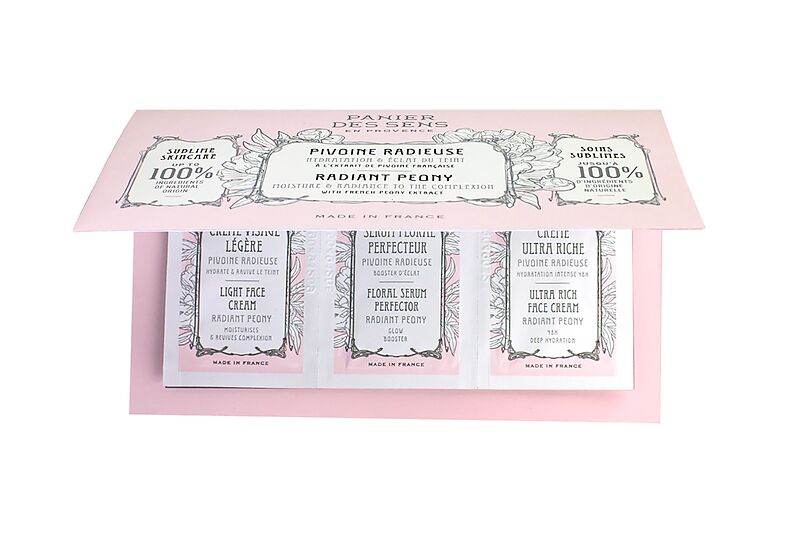 PANIER
DES SENS
EN PROVENCE
SUBLIME
SKINCARE
UP TO
100%
INGREDIENTS
OF NATURAL
ORIGIN
PIVOINE RADIEUSE
HYDRATATION & ÉCLAT DU TEINT
À L'EXTRAIT DE PIVOINE FRANÇAISE
RADIANT PEONY
MOISTURE & RADIANCE TO THE COMPLEXION
WITH FRENCH PEONY EXTRACT
SOINS
SUBLIMES
JUSQU'À
100%
D'INGRÉDIENTS
D'ORIGINE
NATURELLE
MADE IN FRANCE
CRÈME VISAGE
LÉGÈRE
PIVOINE RADIEUSE
HYDRATE & RAVIVE LE TEINT
LIGHT FACE
CREAM
RADIANT PEONY
MOISTURISES
& REVIVES COMPLEXION
MADE IN FRANCE
SÉRUM FLORAL
PERFECTEUR
PIVOINE RADIEUSE
BOOSTER D'ÉCLAT
FLORAL SERUM
PERFECTOR
RADIANT PEONY
GLOW
BOOSTER
MADE IN FRANCE
CRÈME
ULTRA RICHE
PIVOINE RADIEUSE
HYDRATATION INTENSE 48H
ULTRA RICH
FACE CREAM
RADIANT PEONY
48H
DEEP HYDRATION
MADE IN FRANCE